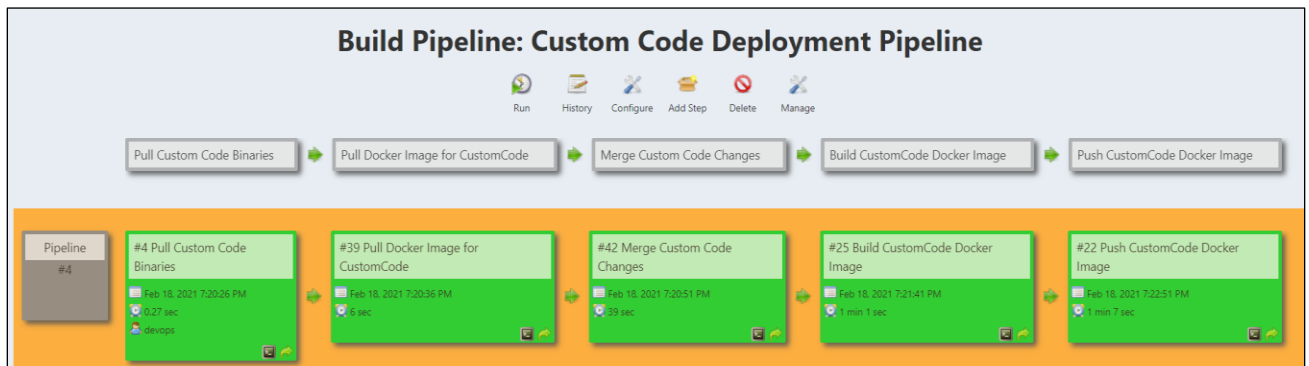 Build Pipeline: Custom Code Deployment Pipeline
Run History Configure Add Step Delete Manage
Pull Custom Code Binaries
Pull Docker Image for CustomCode
Merge Custom Code Changes
Build CustomCode Docker Image
Push CustomCode Docker Image
Pipeline
#4
#4 Pull Custom Code
Binaries
Feb 18, 2021 7:20:26 PM
0.27 sec
devops
#39 Pull Docker Image for
CustomCode
Feb 18, 2021 7:20:36 PM
6 sec
#42 Merge Custom Code
Changes
Feb 18, 2021 7:20:51 PM
39 sec
#25 Build CustomCode Docker
Image
Feb 18, 2021 7:21:41 PM
1 min 1 sec
#22 Push CustomCode Docker
Image
Feb 18, 2021 7:22:51 PM
1 min 7 sec